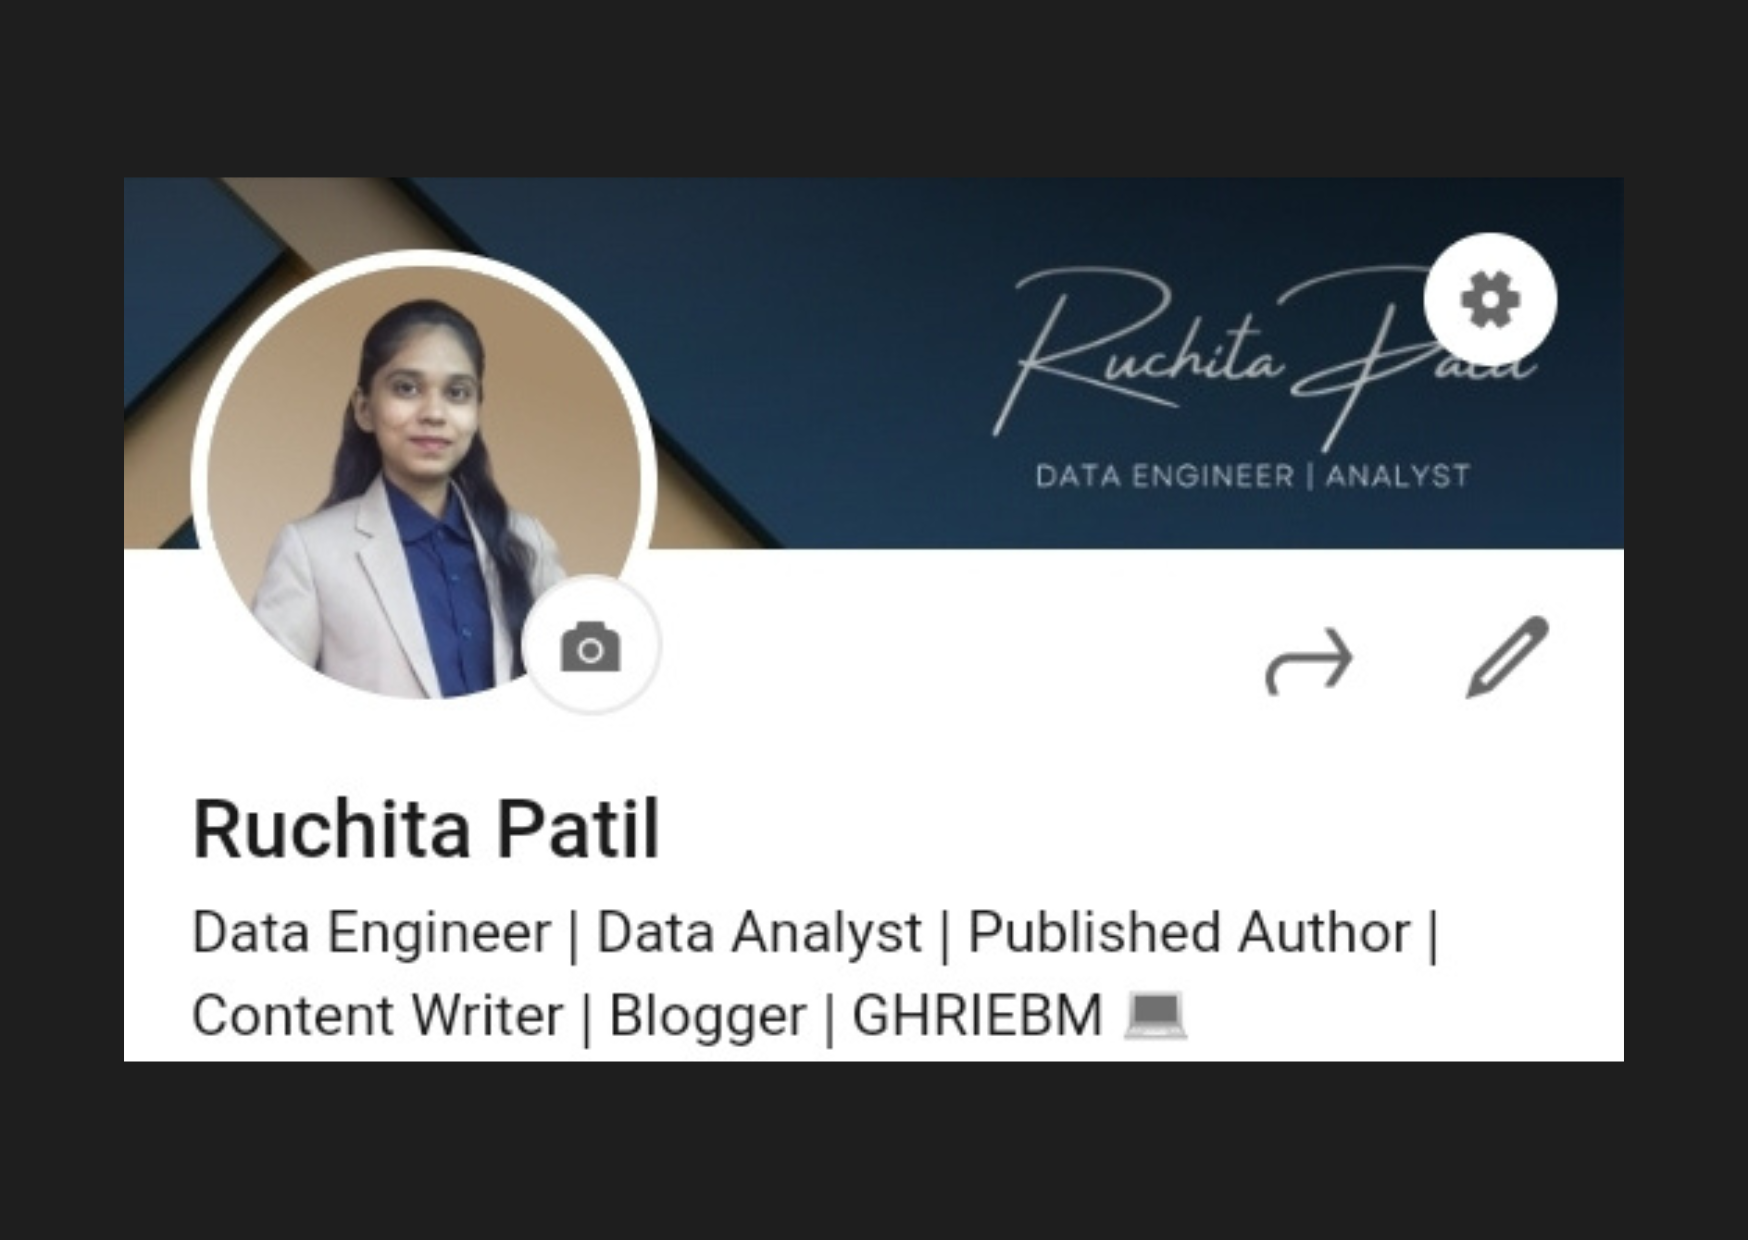 Ruchita Patil
DATA ENGINEER | ANALYST
Ruchita Patil
Data Engineer | Data Analyst | Published Author |
Content Writer | Blogger | GHRIEBM 💻